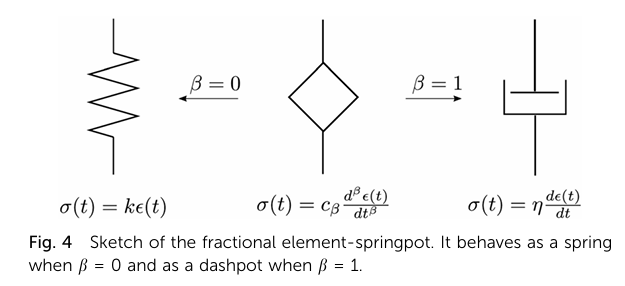 β = 0
β = 1
σ(t) = kϵ(t)
σ(t) = c_β d^β ϵ(t)/dt^β
σ(t) = η dϵ(t)/dt
Fig. 4 Sketch of the fractional element-springpot. It behaves as a spring
when β = 0 and as a dashpot when β = 1.